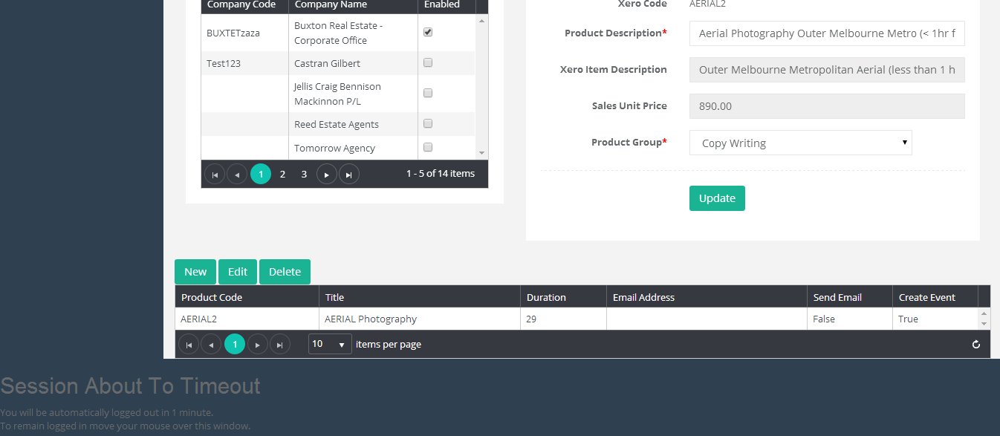 Company Code Company Name Enabled
BUXTETzaza Buxton Real Estate -
Corporate Office
Test123 Castran Gilbert
Jellis Craig Bennison
Mackinnon P/L
Reed Estate Agents
Tomorrow Agency
1 2 3 1 - 5 of 14 items
Xero Code AERIAL2
Product Description* Aerial Photography Outer Melbourne Metro (< 1hr f
Xero Item Description Outer Melbourne Metropolitan Aerial (less than 1 h
Sales Unit Price 890.00
Product Group* Copy Writing
Update
New Edit Delete
Product Code Title Duration Email Address Send Email Create Event
AERIAL2 AERIAL Photography 29 False True
1 10 items per page
Session About To Timeout
You will be automatically logged out in 1 minute.
To remain logged in move your mouse over this window.